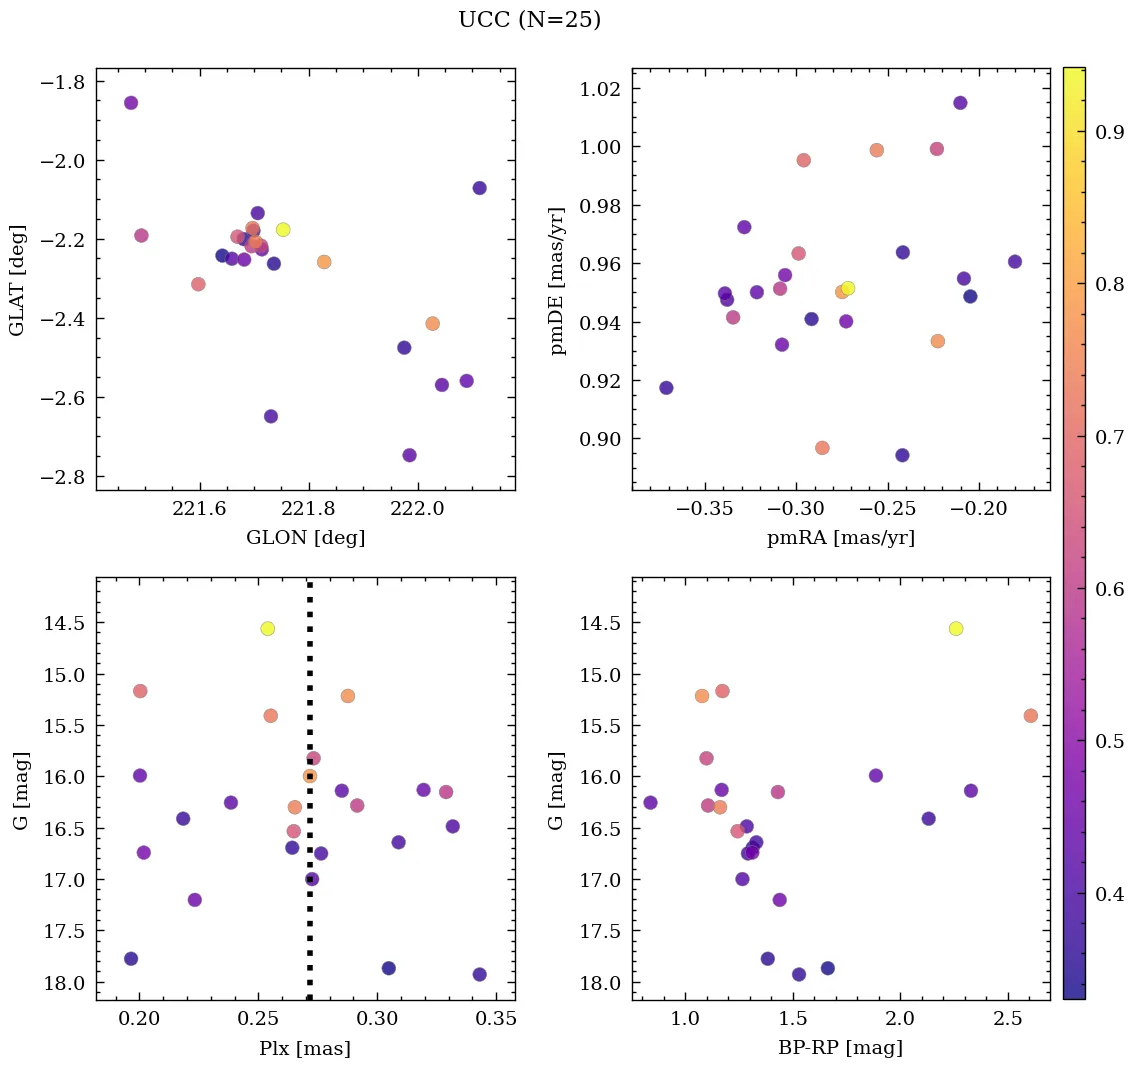 UCC (N=25)
−1.8
−2.0
−2.2
−2.4
−2.6
−2.8
GLAT [deg]
221.6 221.8 222.0
GLON [deg]
1.02
1.00
0.98
0.96
0.94
0.92
0.90
pmDE [mas/yr]
−0.35 −0.30 −0.25 −0.20
pmRA [mas/yr]
14.5
15.0
15.5
16.0
16.5
17.0
17.5
18.0
G [mag]
0.20 0.25 0.30 0.35
Plx [mas]
14.5
15.0
15.5
16.0
16.5
17.0
17.5
18.0
G [mag]
1.0 1.5 2.0 2.5
BP-RP [mag]
0.9
0.8
0.7
0.6
0.5
0.4